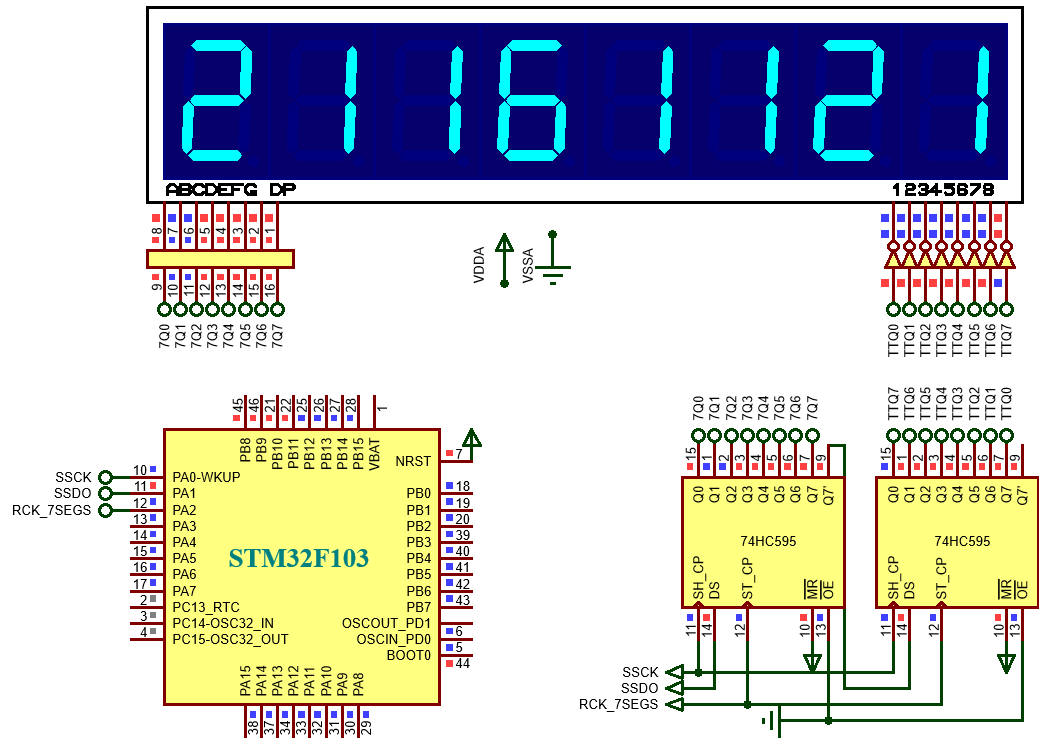 21161121
ABCDEFG DP
12345678
8 7 6 5 4 3 2 1
9 10 11 12 13 14 15 16
7Q0 7Q1 7Q2 7Q3 7Q4 7Q5 7Q6 7Q7
VDDA
VSSA
TTQ0 TTQ1 TTQ2 TTQ3 TTQ4 TTQ5 TTQ6 TTQ7
45 46 21 22 25 26 27 28 1
PB8 PB9 PB10 PB11 PB12 PB13 PB14 PB15 VBAT
NRST 7
SSCK 10 PA0-WKUP
SSDO 11 PA1
RCK_7SEGS 12 PA2
13 PA3
14 PA4
15 PA5
16 PA6
17 PA7
2 PC13_RTC
3 PC14-OSC32_IN
4 PC15-OSC32_OUT
STM32F103
PB0 18
PB1 19
PB2 20
PB3 39
PB4 40
PB5 41
PB6 42
PB7 43
OSCOUT_PD1 6
OSCIN_PD0 5
BOOT0 44
PA15 PA14 PA13 PA12 PA11 PA10 PA9 PA8
38 37 34 33 32 31 30 29
7Q0 7Q1 7Q2 7Q3 7Q4 7Q5 7Q6 7Q7
15 1 2 3 4 5 6 7 9
Q0 Q1 Q2 Q3 Q4 Q5 Q6 Q7 Q7'
74HC595
SH_CP DS ST_CP MR OE
11 14 12 10 13
TTQ7 TTQ6 TTQ5 TTQ4 TTQ3 TTQ2 TTQ1 TTQ0
15 1 2 3 4 5 6 7 9
Q0 Q1 Q2 Q3 Q4 Q5 Q6 Q7 Q7'
74HC595
SH_CP DS ST_CP MR OE
11 14 12 10 13
SSCK
SSDO
RCK_7SEGS